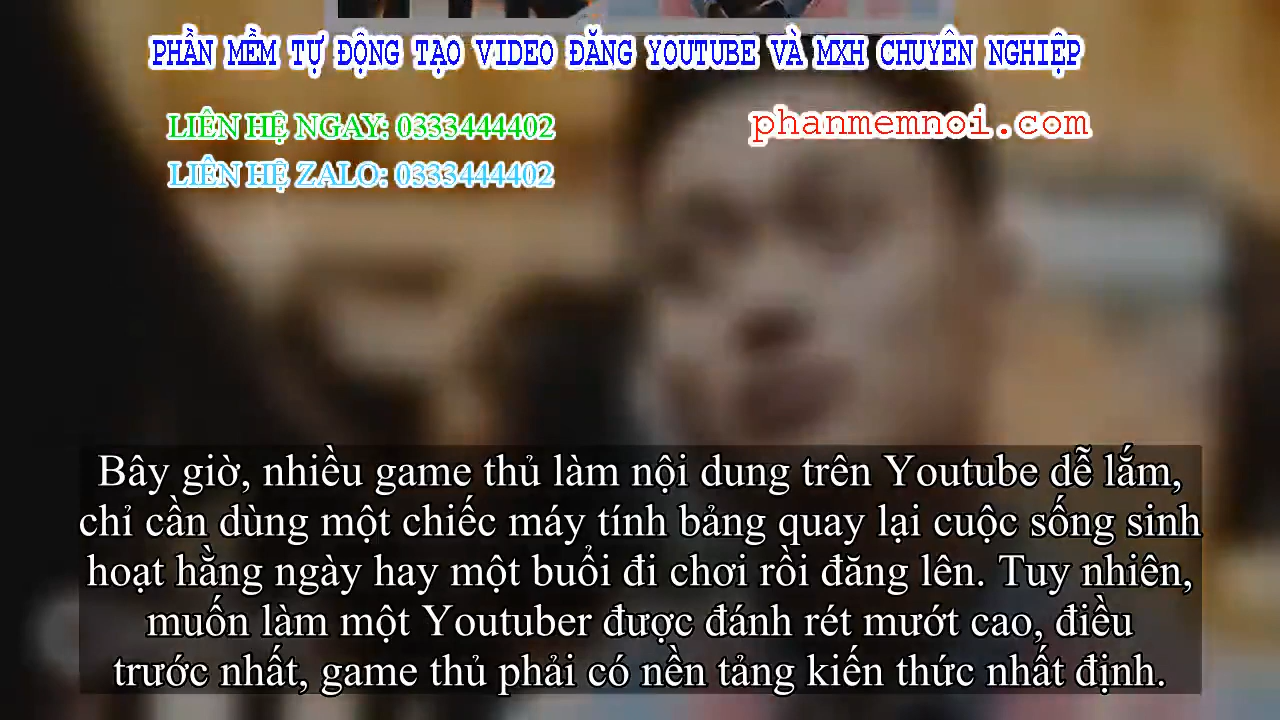 PHẦN MỀM TỰ ĐỘNG TẠO VIDEO ĐĂNG YOUTUBE VÀ MXH CHUYÊN NGHIỆP
LIÊN HỆ NGAY: 0333444402
phanmemnoi.com
LIÊN HỆ ZALO: 0333444402
Bây giờ, nhiều game thủ làm nội dung trên Youtube dễ lắm,
chỉ cần dùng một chiếc máy tính bảng quay lại cuộc sống sinh
hoạt hằng ngày hay một buổi đi chơi rồi đăng lên. Tuy nhiên,
muốn làm một Youtuber được đánh rét mướt cao, điều
trước nhất, game thủ phải có nền tảng kiến thức nhất định.